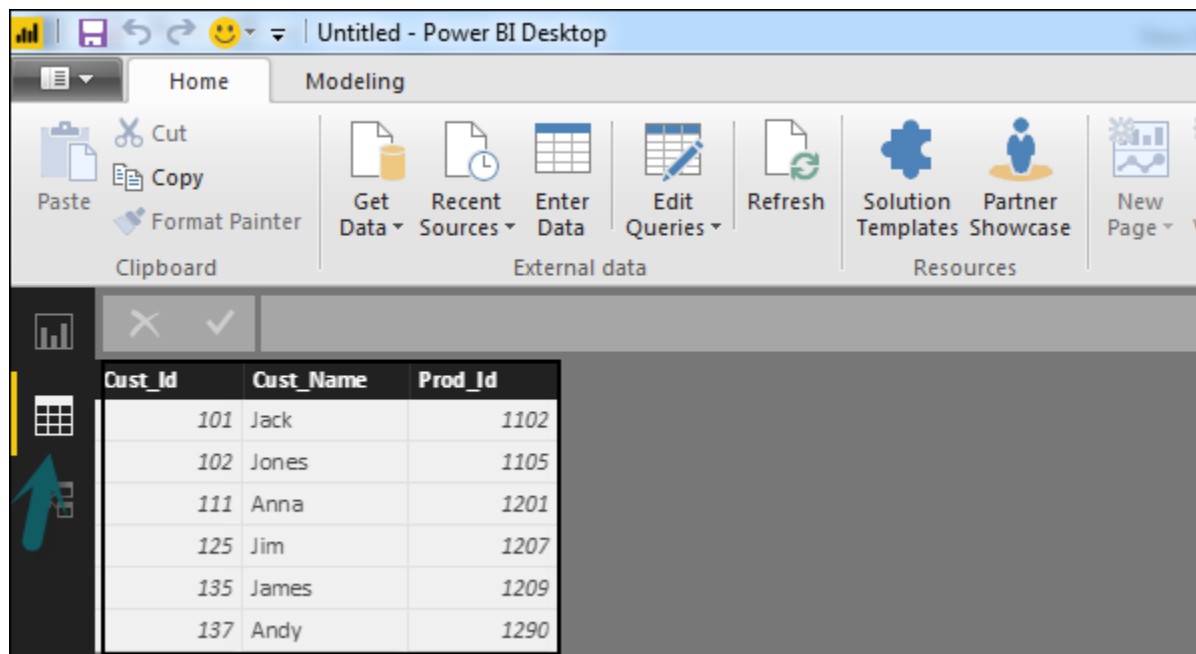 Untitled - Power BI Desktop
Home Modeling
Paste
Cut
Copy
Format Painter
Clipboard
Get Data
Recent Sources
Enter Data
Edit Queries
Refresh
External data
Solution Templates
Partner Showcase
Resources
New Page
Cust_Id Cust_Name Prod_Id
101 Jack 1102
102 Jones 1105
111 Anna 1201
125 Jim 1207
135 James 1209
137 Andy 1290